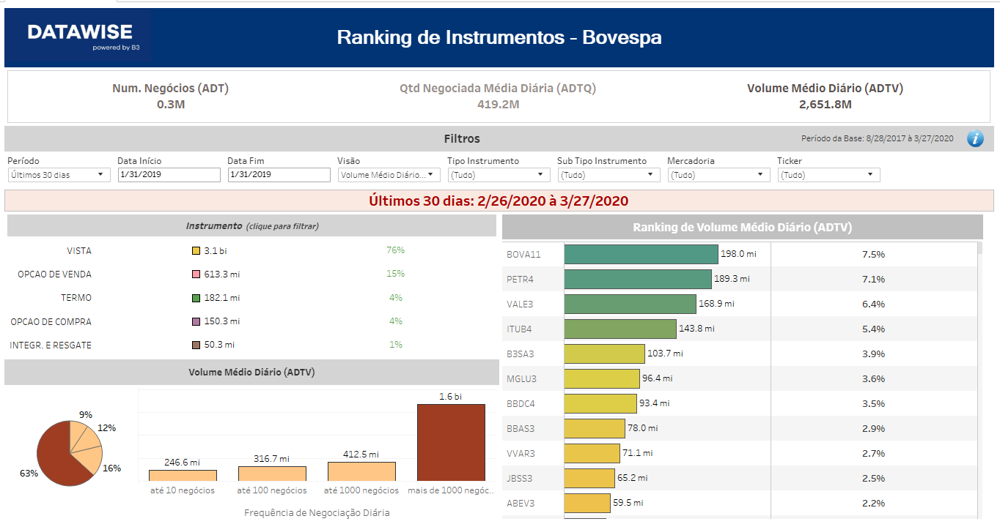 DATAWISE
powered by B3
Ranking de Instrumentos - Bovespa
Num. Negócios (ADT)
0.3M
Qtd Negociada Média Diária (ADTQ)
419.2M
Volume Médio Diário (ADTV)
2,651.8M
Filtros
Período da Base: 8/28/2017 à 3/27/2020
i
Período
Últimos 30 dias
Data Início
1/31/2019
Data Fim
1/31/2019
Visão
Volume Médio Diário...
Tipo Instrumento
(Tudo)
Sub Tipo Instrumento
(Tudo)
Mercadoria
(Tudo)
Ticker
(Tudo)
Últimos 30 dias: 2/26/2020 à 3/27/2020
Instrumento (clique para filtrar)
VISTA 3.1 bi 76%
OPCAO DE VENDA 613.3 mi 15%
TERMO 182.1 mi 4%
OPCAO DE COMPRA 150.3 mi 4%
INTEGR. E RESGATE 50.3 mi 1%
Volume Médio Diário (ADTV)
9%
12%
16%
63%
246.6 mi
316.7 mi
412.5 mi
1.6 bi
até 10 negócios
até 100 negócios
até 1000 negócios
mais de 1000 negóc..
Frequência de Negociação Diária
Ranking de Volume Médio Diário (ADTV)
BOVA11 198.0 mi 7.5%
PETR4 189.3 mi 7.1%
VALE3 168.9 mi 6.4%
ITUB4 143.8 mi 5.4%
B3SA3 103.7 mi 3.9%
MGLU3 96.4 mi 3.6%
BBDC4 93.4 mi 3.5%
BBAS3 78.0 mi 2.9%
VVAR3 71.1 mi 2.7%
JBSS3 65.2 mi 2.5%
ABEV3 59.5 mi 2.2%